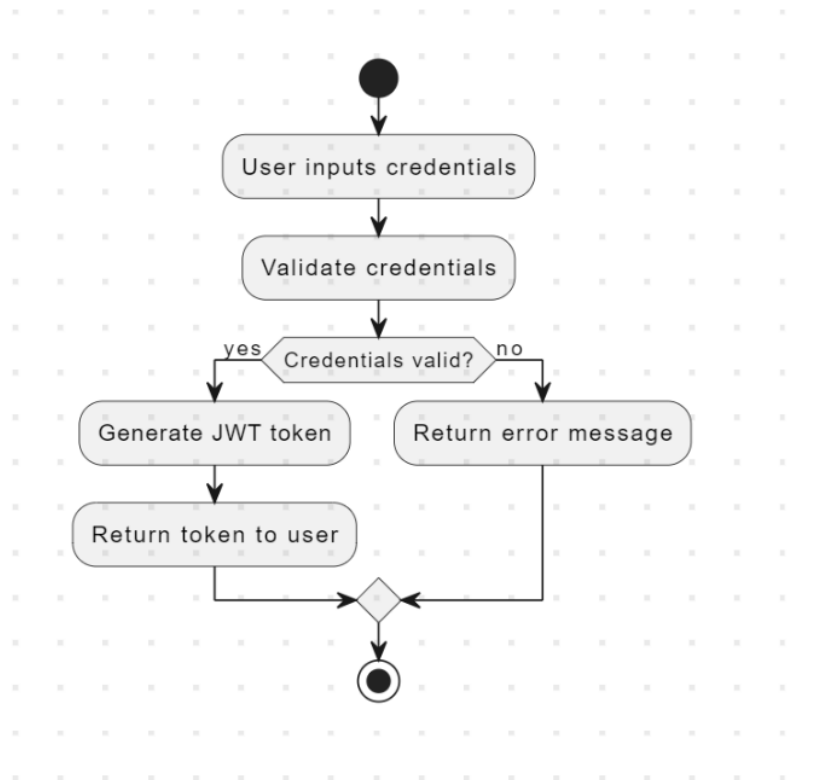 User inputs credentials
Validate credentials
yes
Credentials valid?
no
Generate JWT token
Return error message
Return token to user